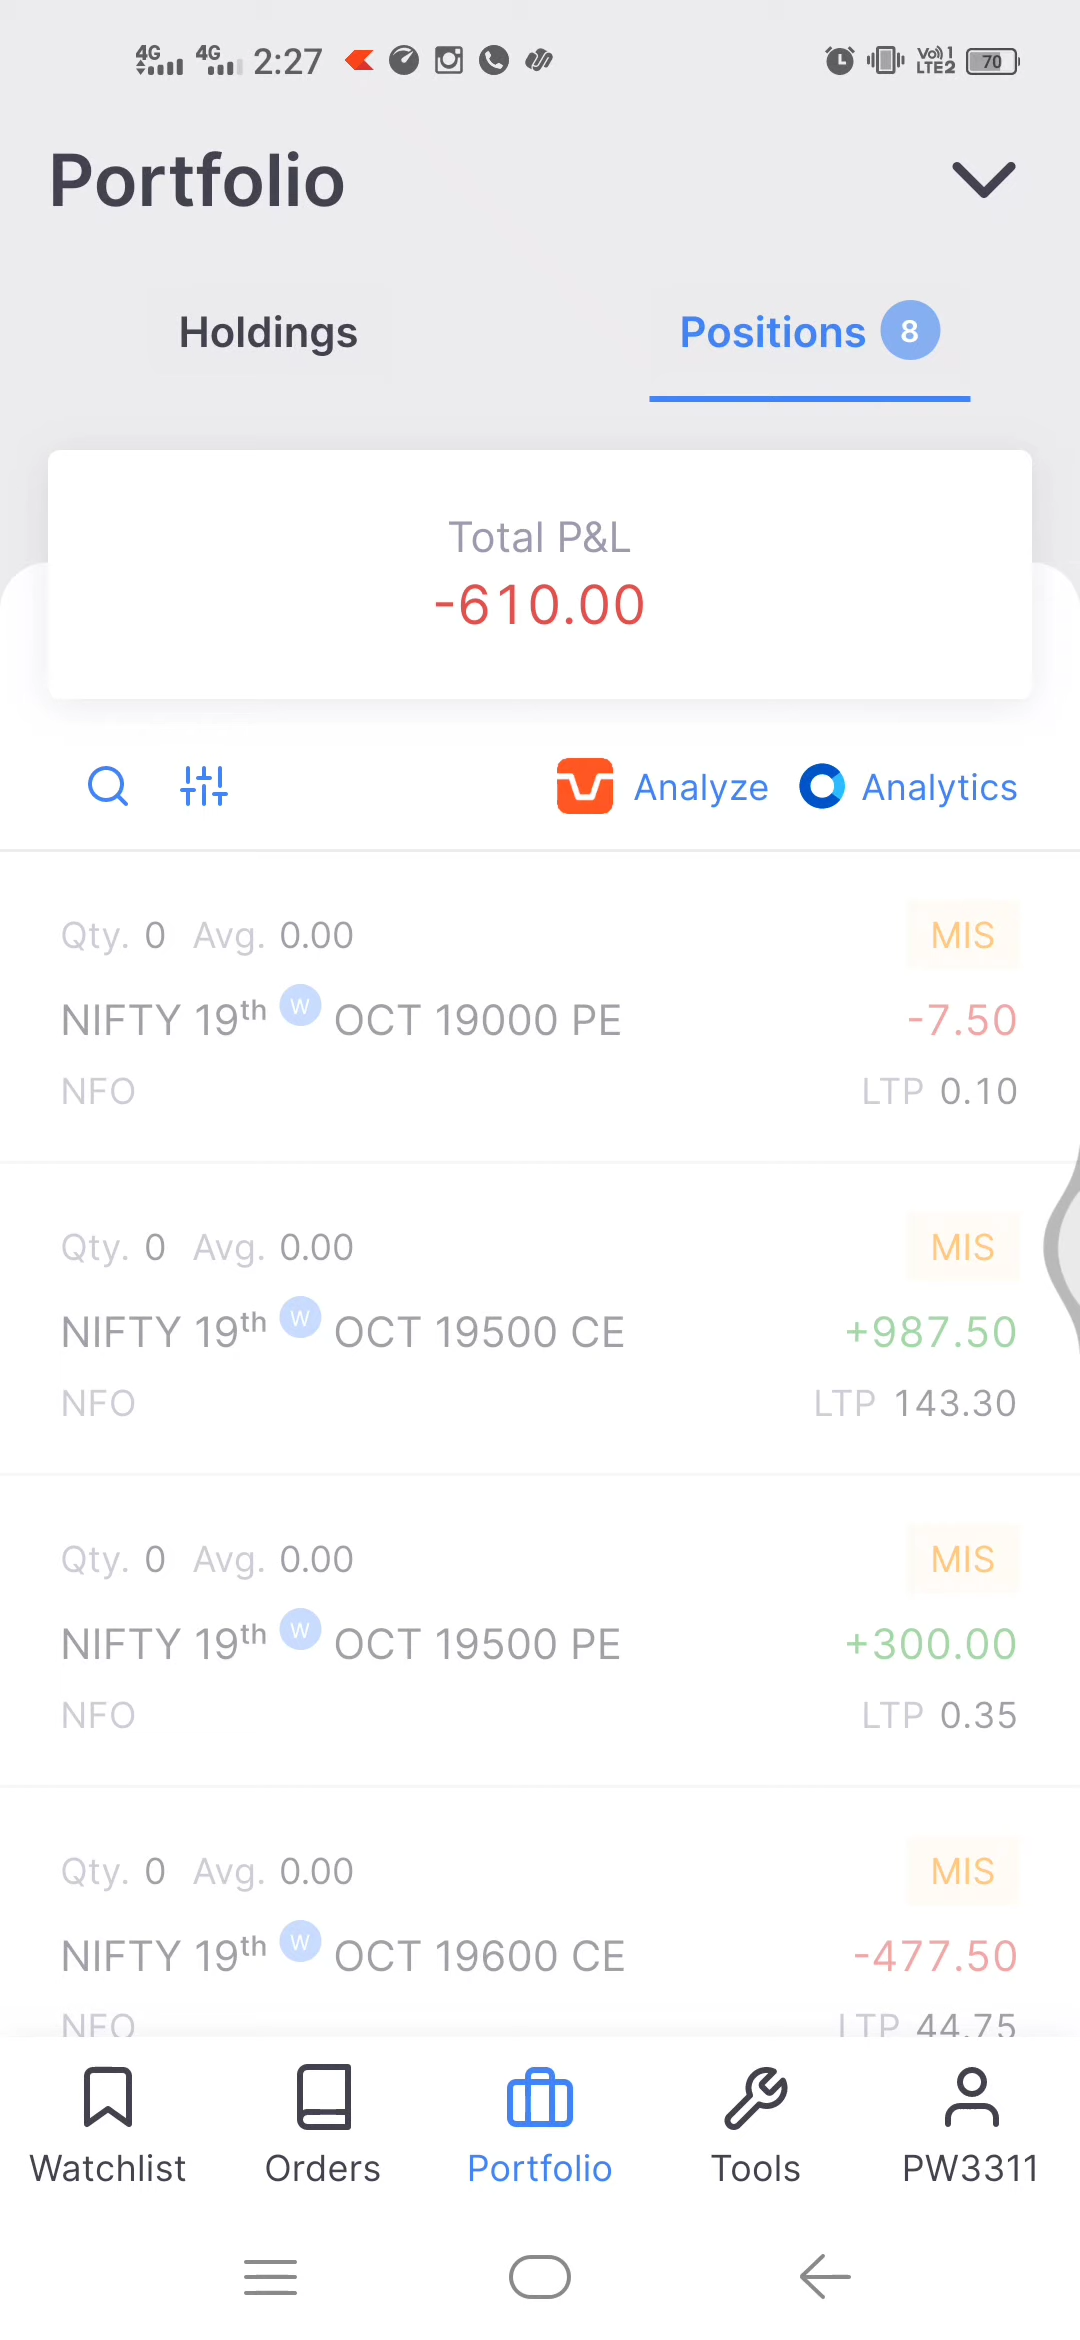 4G 4G 2:27 Vo)) 1 LTE2 70
Portfolio
Holdings Positions 8
Total P&L
-610.00
Analyze Analytics
Qty. 0 Avg. 0.00 MIS
NIFTY 19th W OCT 19000 PE -7.50
NFO LTP 0.10
Qty. 0 Avg. 0.00 MIS
NIFTY 19th W OCT 19500 CE +987.50
NFO LTP 143.30
Qty. 0 Avg. 0.00 MIS
NIFTY 19th W OCT 19500 PE +300.00
NFO LTP 0.35
Qty. 0 Avg. 0.00 MIS
NIFTY 19th W OCT 19600 CE -477.50
NFO LTP 44.75
Watchlist Orders Portfolio Tools PW3311